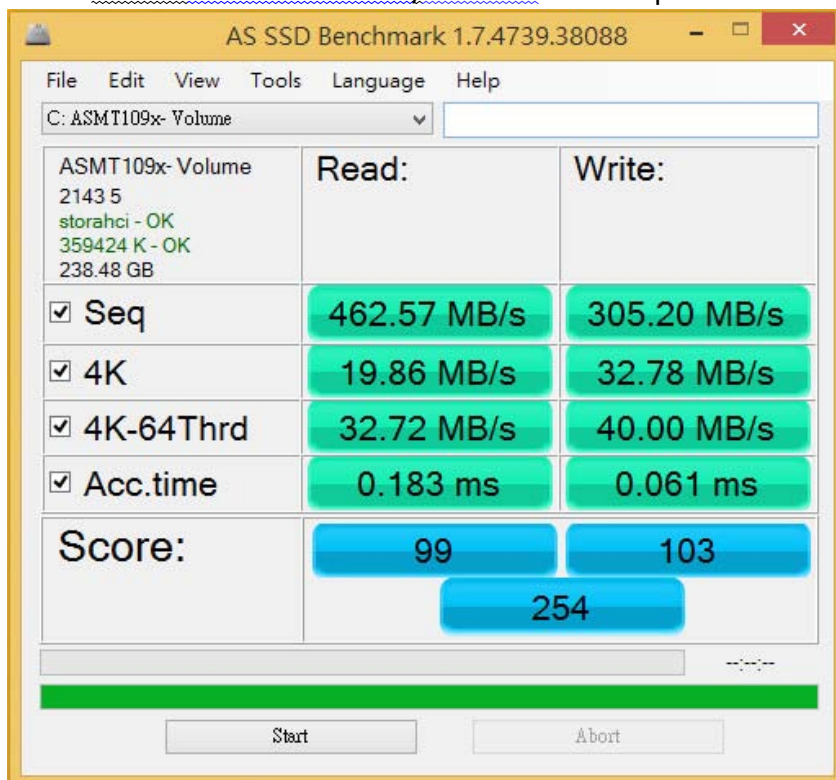 AS SSD Benchmark 1.7.4739.38088
File Edit View Tools Language Help
C: ASMT109x- Volume
ASMT109x- Volume
2143 5
storahci - OK
359424 K - OK
238.48 GB
Read: Write:
Seq 462.57 MB/s 305.20 MB/s
4K 19.86 MB/s 32.78 MB/s
4K-64Thrd 32.72 MB/s 40.00 MB/s
Acc.time 0.183 ms 0.061 ms
Score: 99 103
254
--:--:--
Start Abort